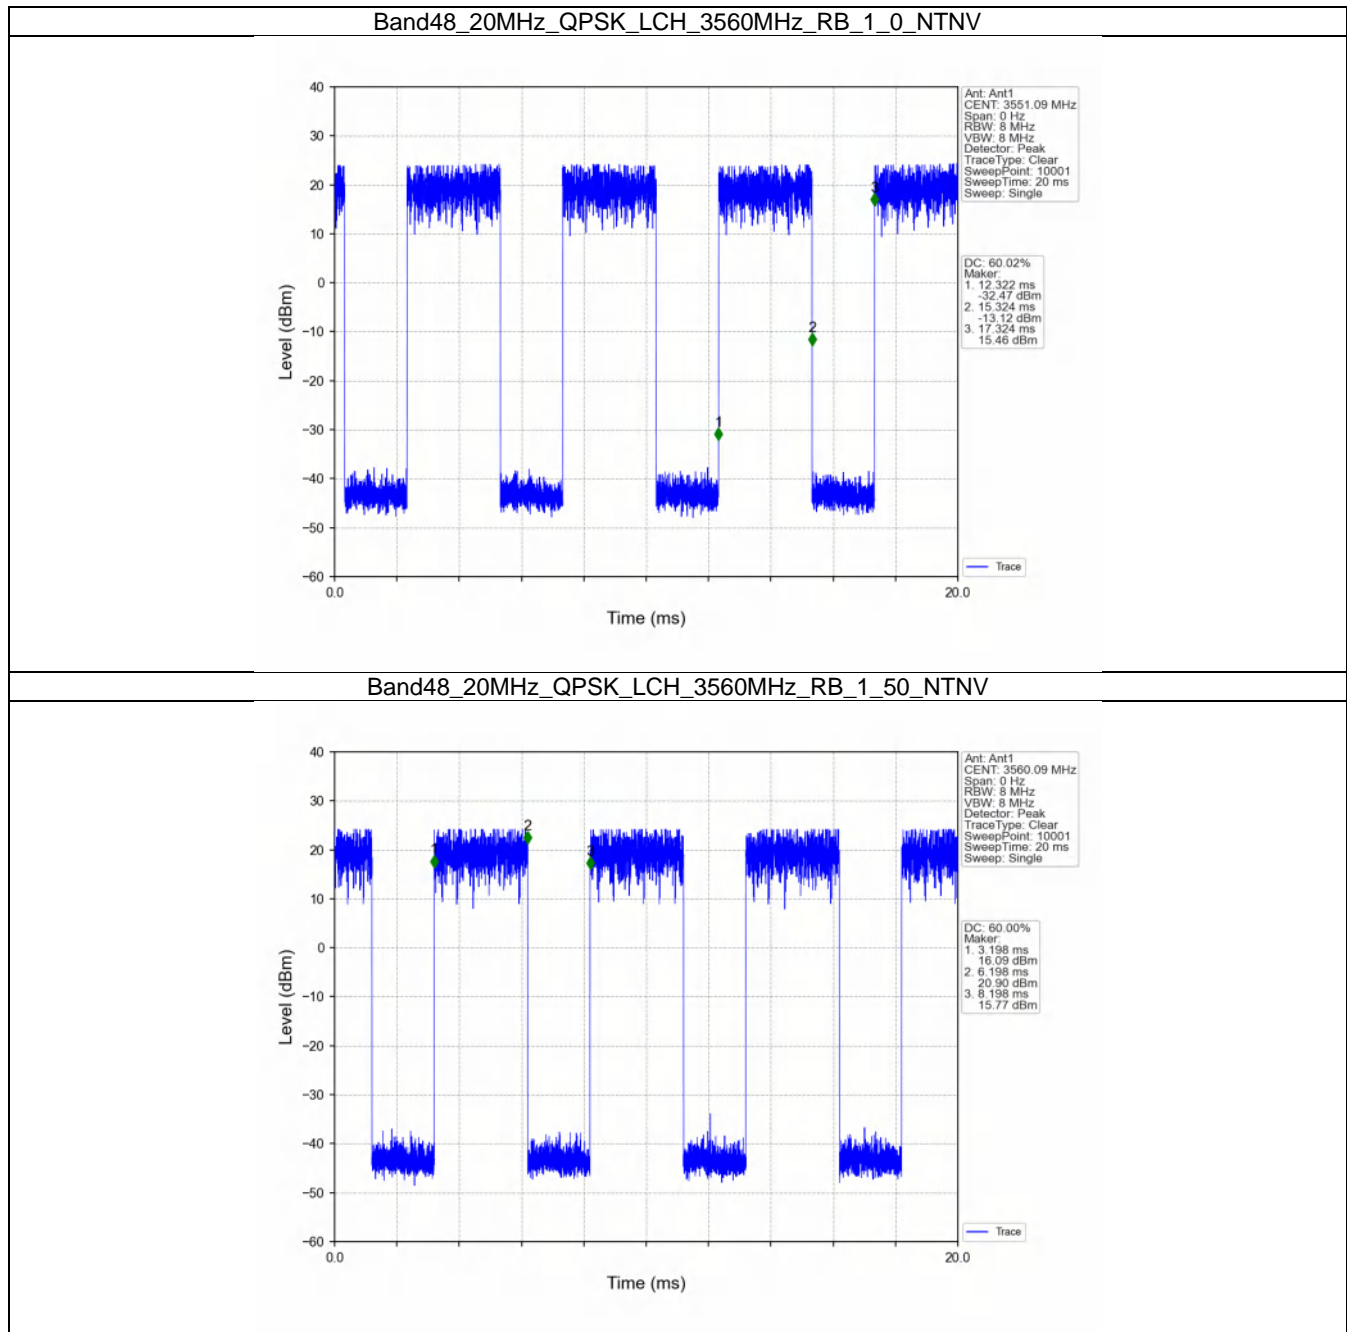 Band48_20MHz_QPSK_LCH_3560MHz_RB_1_0_NTNV
Ant: Ant1
CENT: 3551.09 MHz
Span: 0 Hz
RBW: 8 MHz
VBW: 8 MHz
Detector: Peak
TraceType: Clear
SweepPoint: 10001
SweepTime: 20 ms
Sweep: Single
DC: 60.02%
Maker:
1. 12.322 ms
-32.47 dBm
2. 15.324 ms
-13.12 dBm
3. 17.324 ms
15.46 dBm
Trace
40
30
20
10
0
−10
−20
−30
−40
−50
−60
Level (dBm)
1
2
3
0.0
20.0
Time (ms)
Band48_20MHz_QPSK_LCH_3560MHz_RB_1_50_NTNV
Ant: Ant1
CENT: 3560.09 MHz
Span: 0 Hz
RBW: 8 MHz
VBW: 8 MHz
Detector: Peak
TraceType: Clear
SweepPoint: 10001
SweepTime: 20 ms
Sweep: Single
DC: 60.00%
Maker:
1. 3.198 ms
16.09 dBm
2. 6.198 ms
20.90 dBm
3. 8.198 ms
15.77 dBm
Trace
40
30
20
10
0
−10
−20
−30
−40
−50
−60
Level (dBm)
1
2
3
0.0
20.0
Time (ms)